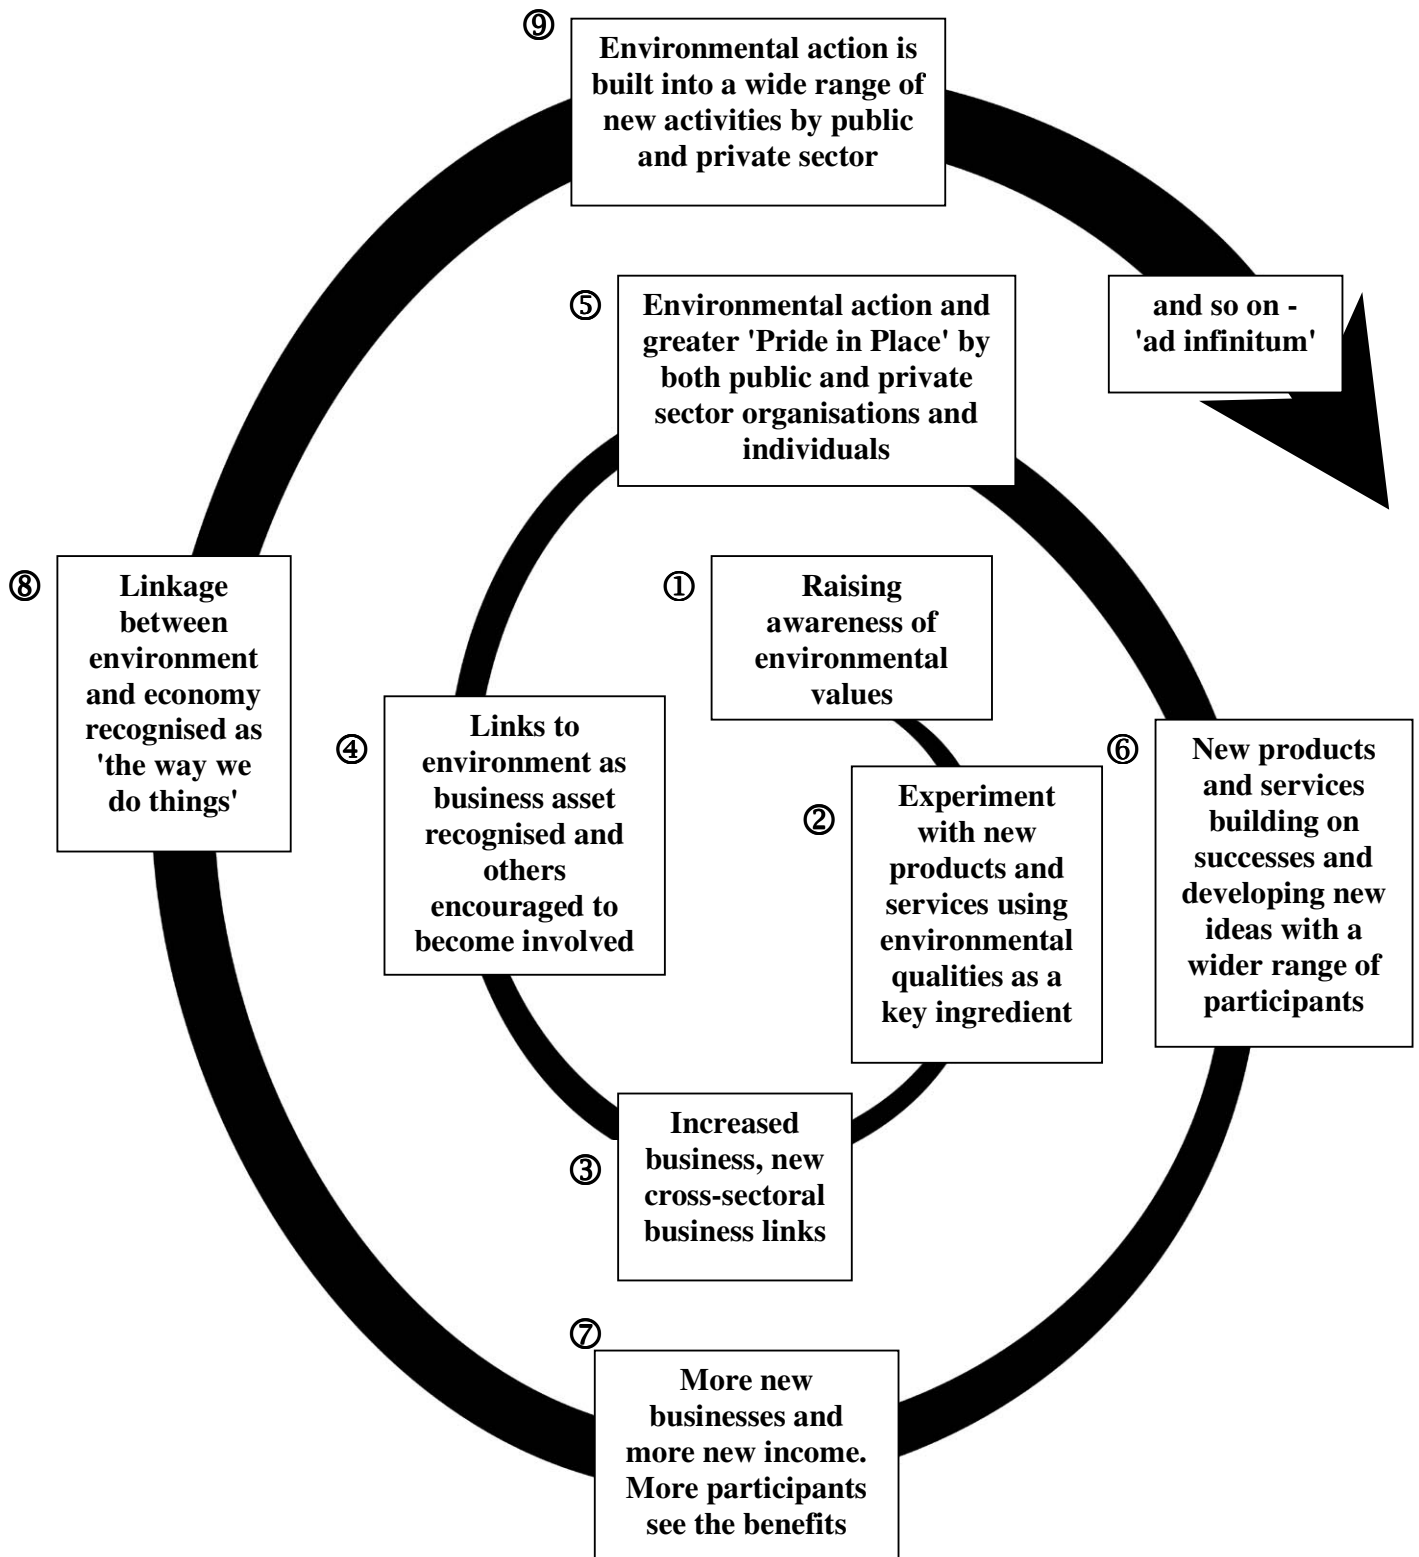 ⑨
Environmental action is
built into a wide range of
new activities by public
and private sector
and so on -
'ad infinitum'
⑤
Environmental action and
greater 'Pride in Place' by
both public and private
sector organisations and
individuals
⑧
Linkage
between
environment
and economy
recognised as
'the way we
do things'
①
Raising
awareness of
environmental
values
④
Links to
environment as
business asset
recognised and
others
encouraged to
become involved
②
Experiment
with new
products and
services using
environmental
qualities as a
key ingredient
⑥
New products
and services
building on
successes and
developing new
ideas with a
wider range of
participants
③
Increased
business, new
cross-sectoral
business links
⑦
More new
businesses and
more new income.
More participants
see the benefits